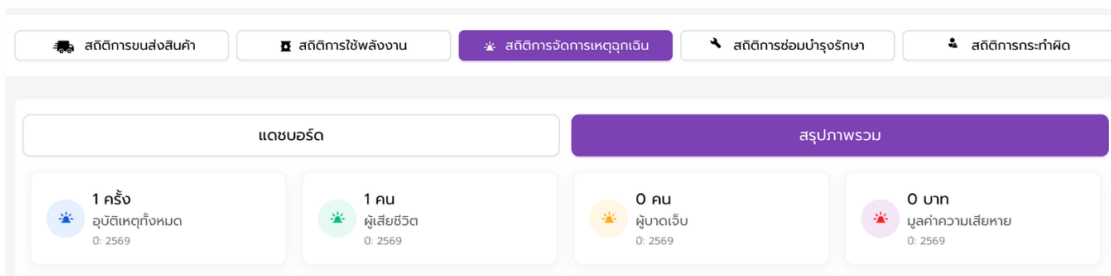 สถิติการขนส่งสินค้า
สถิติการใช้พลังงาน
สถิติการจัดการเหตุฉุกเฉิน
สถิติการซ่อมบำรุงรักษา
สถิติการกระทำผิด
แดชบอร์ด
สรุปภาพรวม
1 ครั้ง
อุบัติเหตุทั้งหมด
ปี: 2569
1 คน
ผู้เสียชีวิต
ปี: 2569
0 คน
ผู้บาดเจ็บ
ปี: 2569
0 บาท
มูลค่าความเสียหาย
ปี: 2569